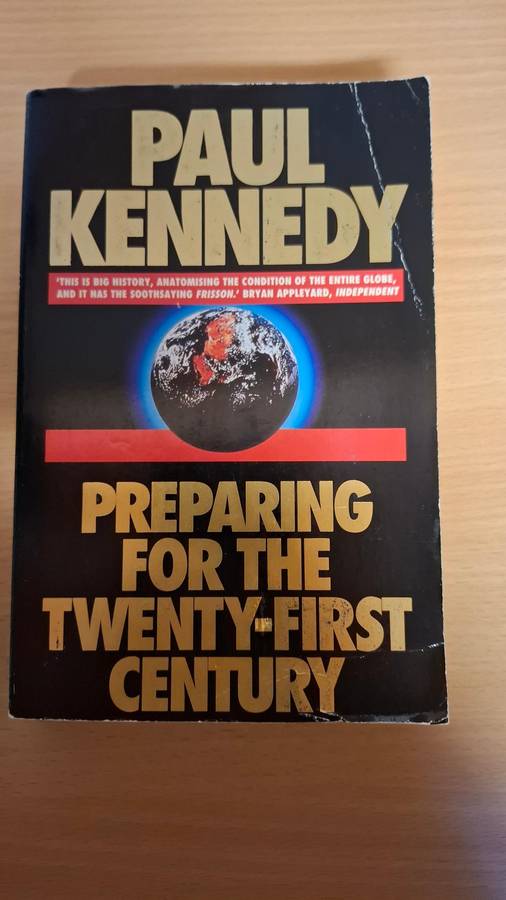 PAUL
KENNEDY
'THIS IS BIG HISTORY, ANATOMISING THE CONDITION OF THE ENTIRE GLOBE,
AND IT HAS THE SOOTHSAYING FRISSON.' BRYAN APPLEYARD, INDEPENDENT
PREPARING
FOR THE
TWENTY-FIRST
CENTURY